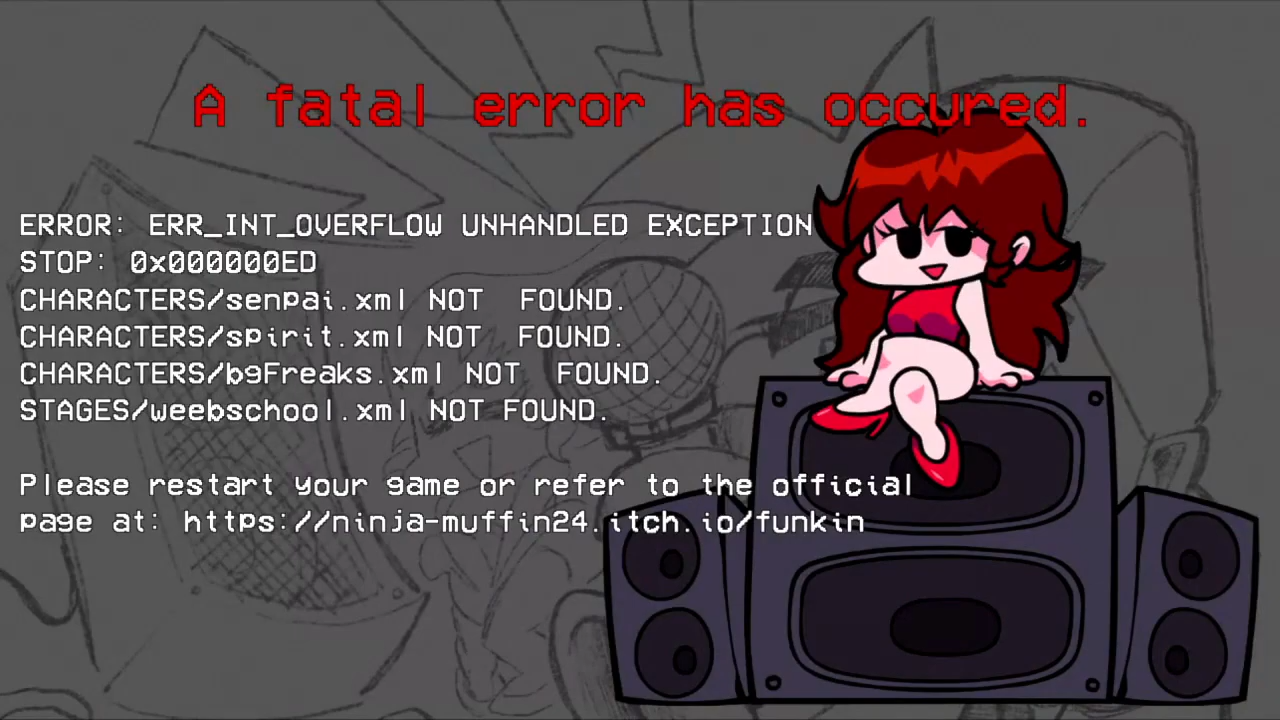 A fatal error has occured.
ERROR: ERR_INT_OVERFLOW UNHANDLED EXCEPTION
STOP: 0x000000ED
CHARACTERS/senpai.xml NOT  FOUND.
CHARACTERS/spirit.xml NOT  FOUND.
CHARACTERS/bgFreaks.xml NOT  FOUND.
STAGES/weebschool.xml NOT FOUND.
Please restart your game or refer to the official
page at: https://ninja-muffin24.itch.io/funkin